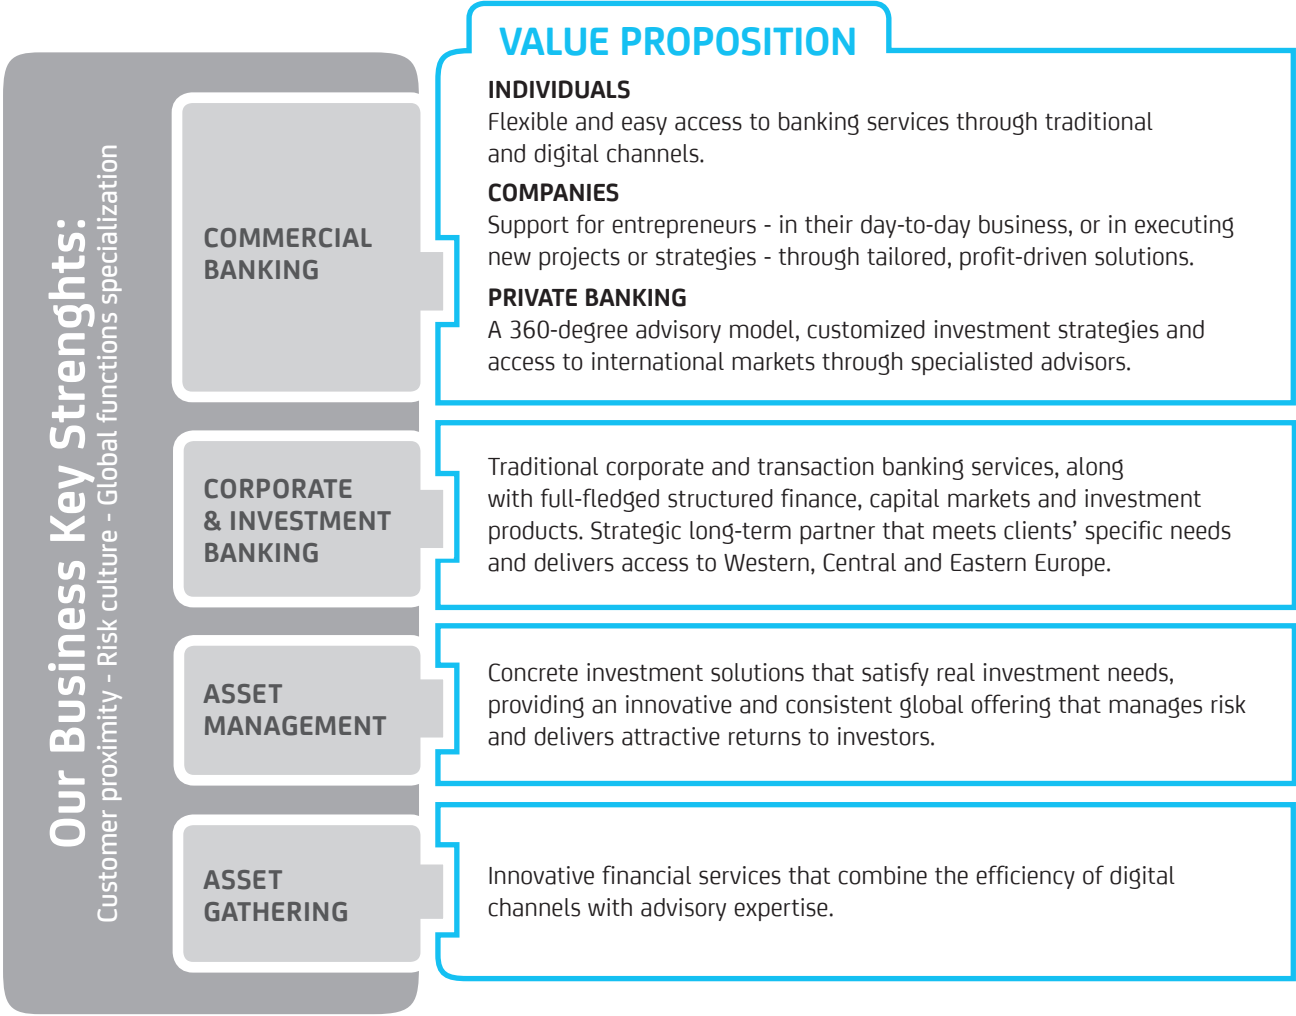 Our Business Key Strenghts:
Customer proximity - Risk culture - Global functions specialization
VALUE PROPOSITION
COMMERCIAL
BANKING
INDIVIDUALS
Flexible and easy access to banking services through traditional
and digital channels.
COMPANIES
Support for entrepreneurs - in their day-to-day business, or in executing
new projects or strategies - through tailored, profit-driven solutions.
PRIVATE BANKING
A 360-degree advisory model, customized investment strategies and
access to international markets through specialisted advisors.
CORPORATE
& INVESTMENT
BANKING
Traditional corporate and transaction banking services, along
with full-fledged structured finance, capital markets and investment
products. Strategic long-term partner that meets clients’ specific needs
and delivers access to Western, Central and Eastern Europe.
ASSET
MANAGEMENT
Concrete investment solutions that satisfy real investment needs,
providing an innovative and consistent global offering that manages risk
and delivers attractive returns to investors.
ASSET
GATHERING
Innovative financial services that combine the efficiency of digital
channels with advisory expertise.